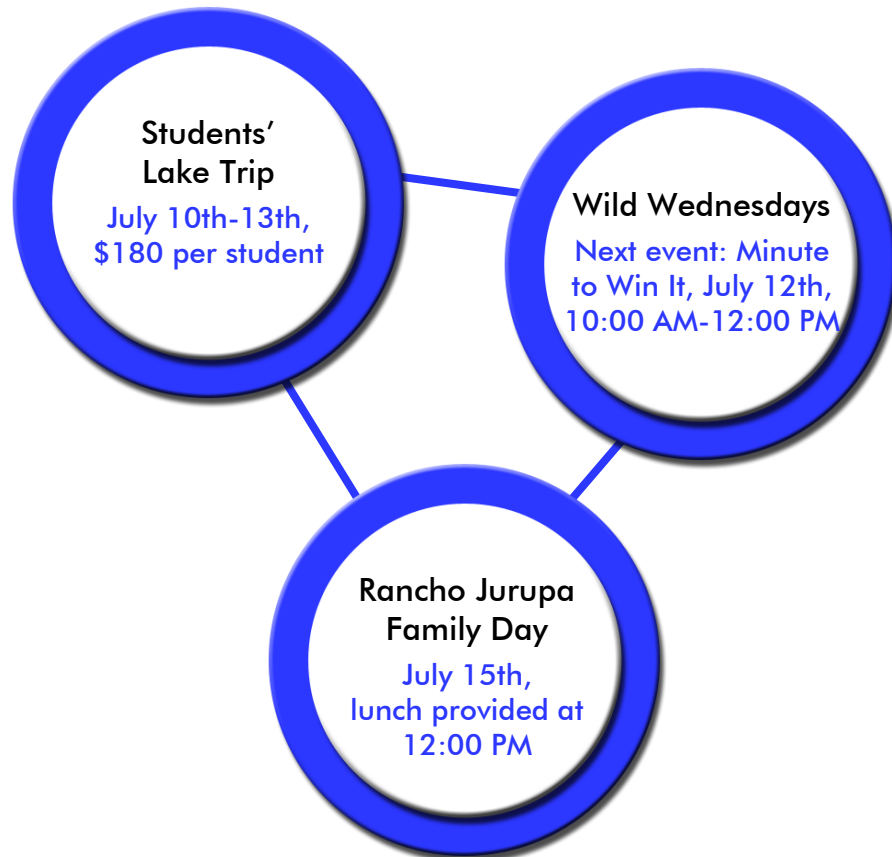 Students’
Lake Trip
July 10th-13th,
$180 per student
Wild Wednesdays
Next event: Minute
to Win It, July 12th,
10:00 AM-12:00 PM
Rancho Jurupa
Family Day
July 15th,
lunch provided at
12:00 PM